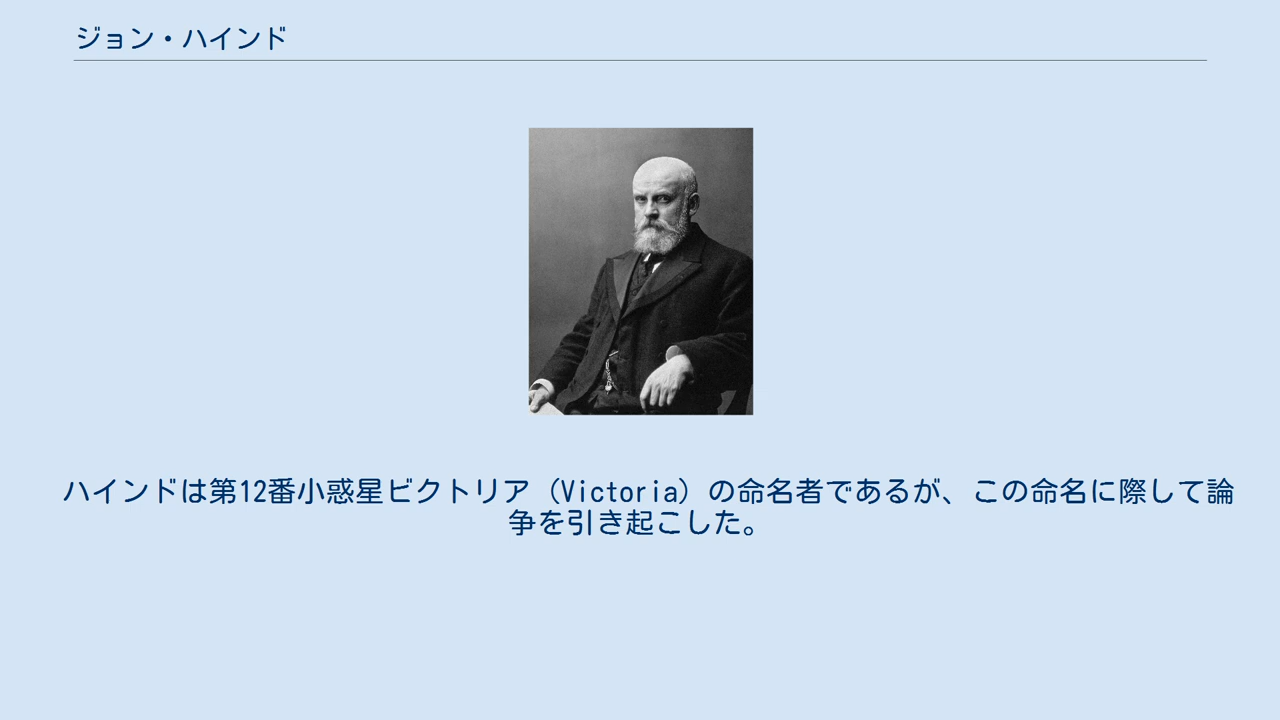 ジョン・ハインド
ハインドは第12番小惑星ビクトリア（Victoria）の命名者であるが、この命名に際して論
争を引き起こした。